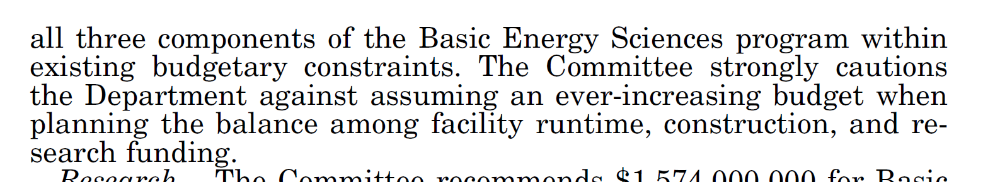 all three components of the Basic Energy Sciences program within
existing budgetary constraints. The Committee strongly cautions
the Department against assuming an ever-increasing budget when
planning the balance among facility runtime, construction, and re-
search funding.
Research.—The Committee recommends $1,574,000,000 for Basic